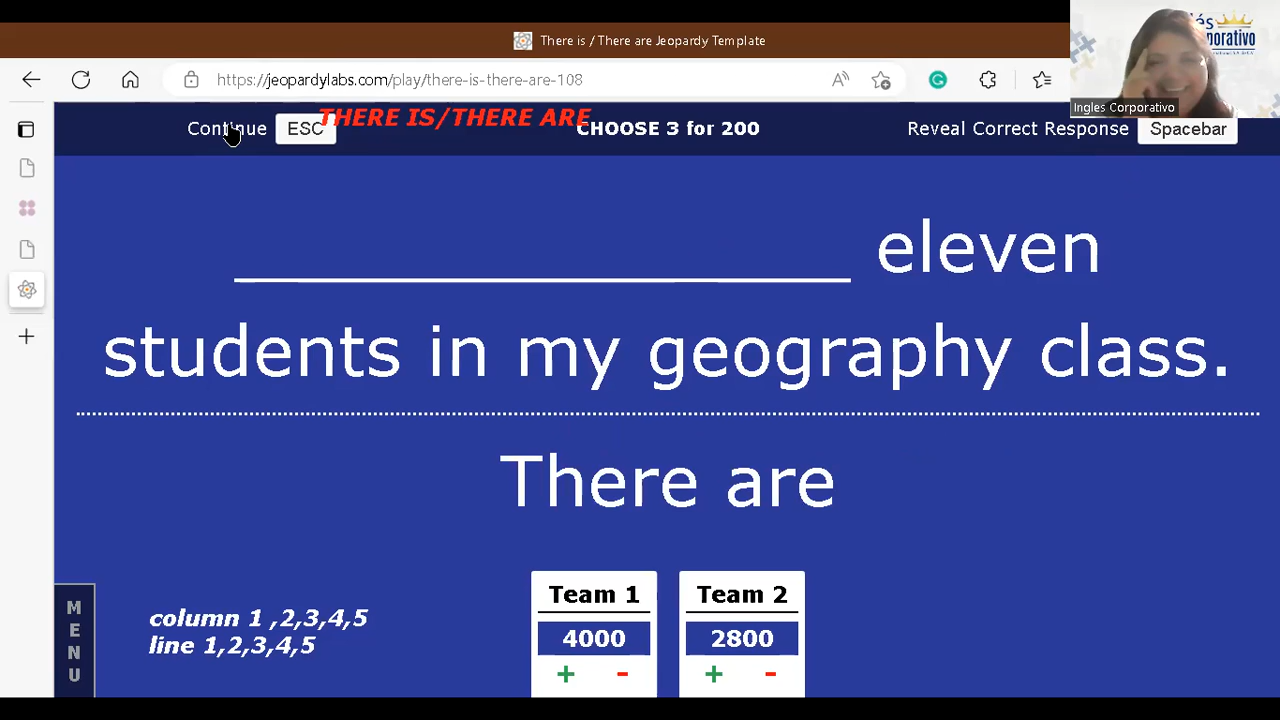 There is / There are Jeopardy Template
https://jeopardylabs.com/play/there-is-there-are-108
Ingles Corporativo
Continue ESC THERE IS/THERE ARE CHOOSE 3 for 200 Reveal Correct Response Spacebar
______________ eleven
students in my geography class.
There are
MENU
column 1 ,2,3,4,5
line 1,2,3,4,5
Team 1 Team 2
4000 2800
+ - + -